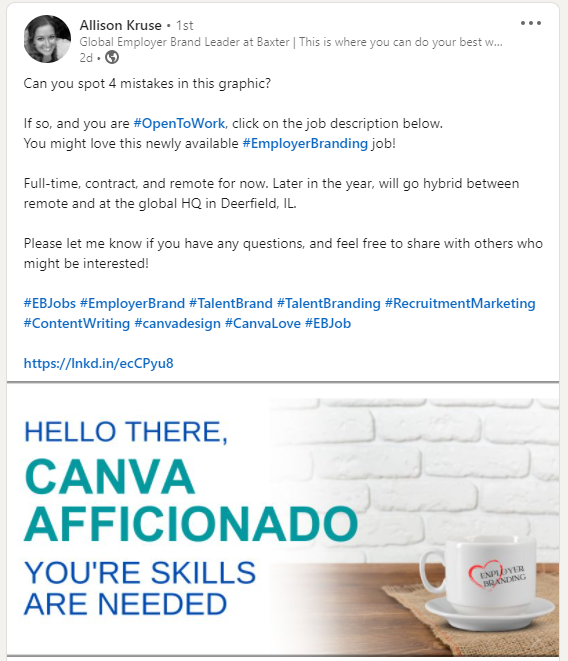 Allison Kruse • 1st
Global Employer Brand Leader at Baxter | This is where you can do your best w...
2d •
Can you spot 4 mistakes in this graphic?
If so, and you are #OpenToWork, click on the job description below.
You might love this newly available #EmployerBranding job!
Full-time, contract, and remote for now. Later in the year, will go hybrid between
remote and at the global HQ in Deerfield, IL.
Please let me know if you have any questions, and feel free to share with others who
might be interested!
#EBJobs #EmployerBrand #TalentBrand #TalentBranding #RecruitmentMarketing
#ContentWriting #canvadesign #CanvaLove #EBJob
https://lnkd.in/ecCPyu8
HELLO THERE,
CANVA
AFFICIONADO
YOU'RE SKILLS
ARE NEEDED
BRANDING